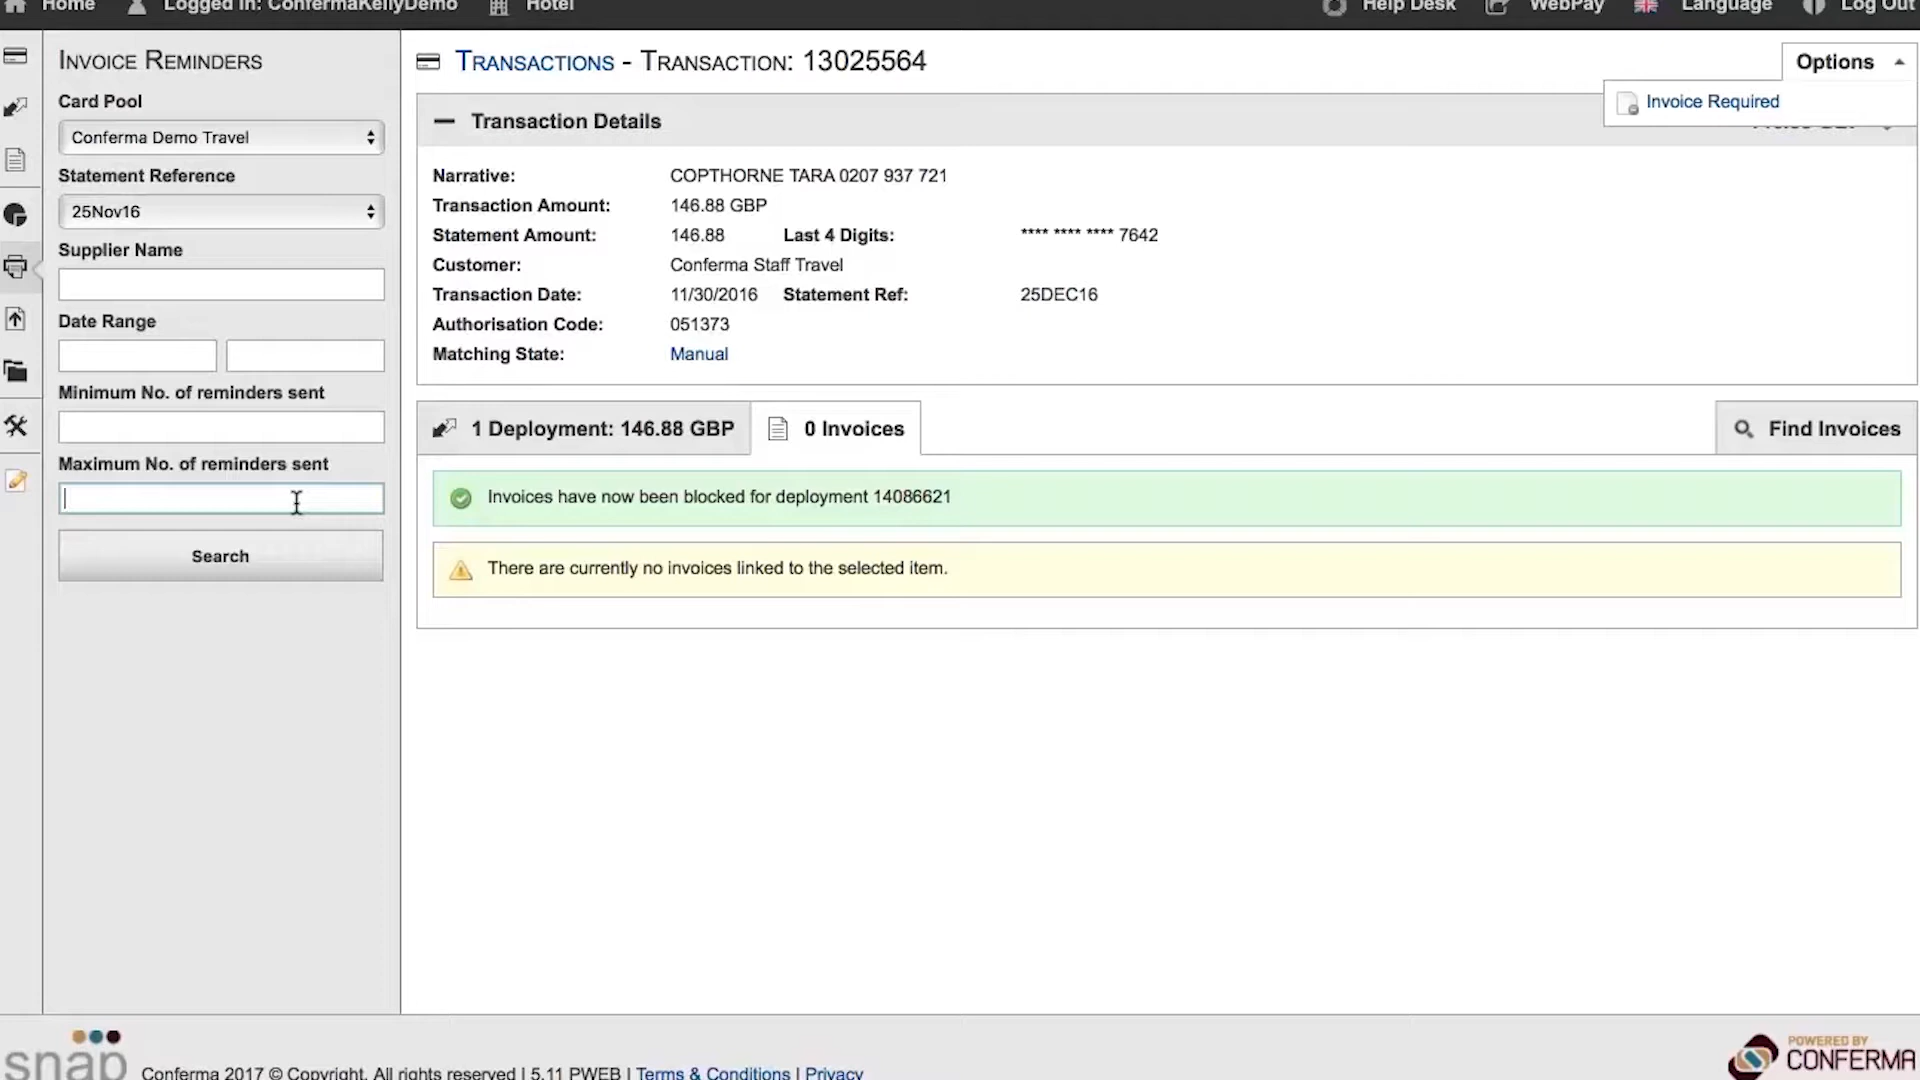 Home Logged In: ConfermaKellyDemo Hotel Help Desk WebPay Language Log Out
INVOICE REMINDERS
Card Pool
Conferma Demo Travel
Statement Reference
25Nov16
Supplier Name
Date Range
Minimum No. of reminders sent
Maximum No. of reminders sent
Search
TRANSACTIONS - TRANSACTION: 13025564
Options
Invoice Required
Transaction Details
Narrative: COPTHORNE TARA 0207 937 721
Transaction Amount: 146.88 GBP
Statement Amount: 146.88 Last 4 Digits: **** **** **** 7642
Customer: Conferma Staff Travel
Transaction Date: 11/30/2016 Statement Ref: 25DEC16
Authorisation Code: 051373
Matching State: Manual
1 Deployment: 146.88 GBP 0 Invoices Find Invoices
Invoices have now been blocked for deployment 14086621
There are currently no invoices linked to the selected item.
snap Conferma 2017 © Copyright. All rights reserved | 5.11 PWEB | Terms & Conditions | Privacy
POWERED BY
CONFERMA